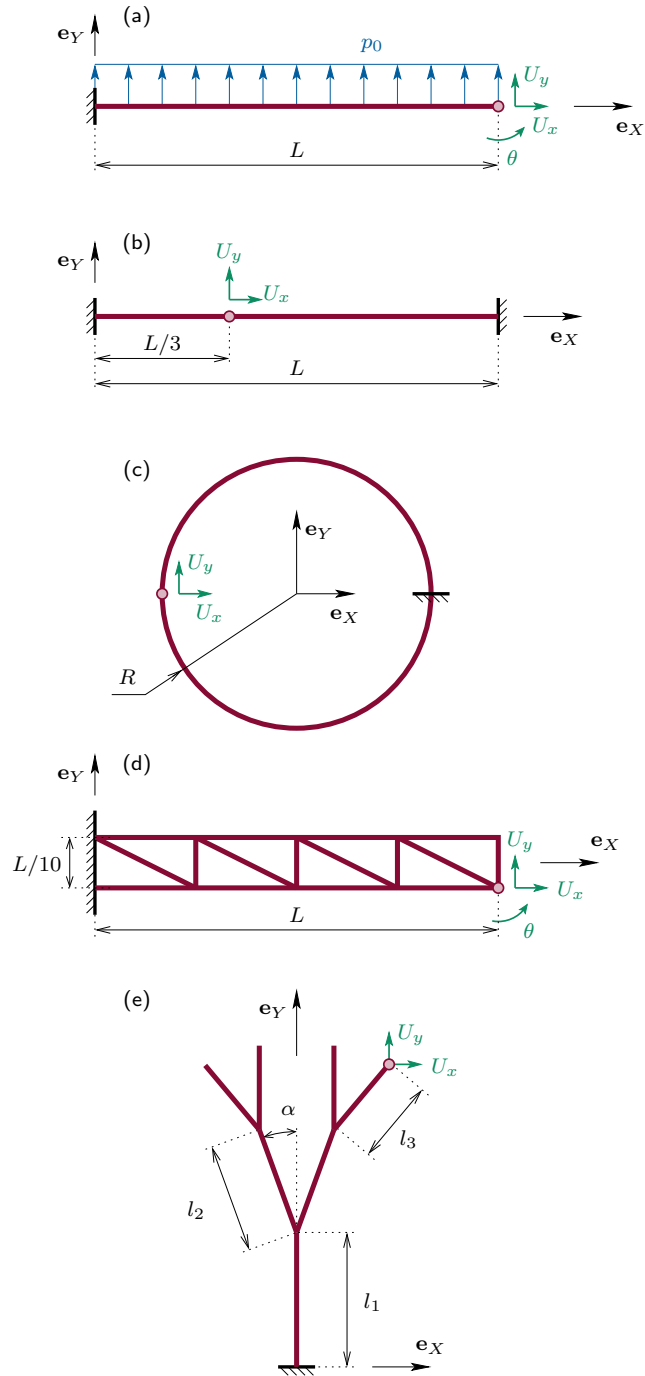 (a)
e_Y
p_0
U_y
U_x
e_X
L
θ
(b)
e_Y
U_y
U_x
e_X
L/3
L
(c)
e_Y
U_y
U_x
e_X
R
(d)
e_Y
e_X
L/10
U_y
U_x
L
θ
(e)
e_Y
U_y
U_x
α
l_3
l_2
l_1
e_X